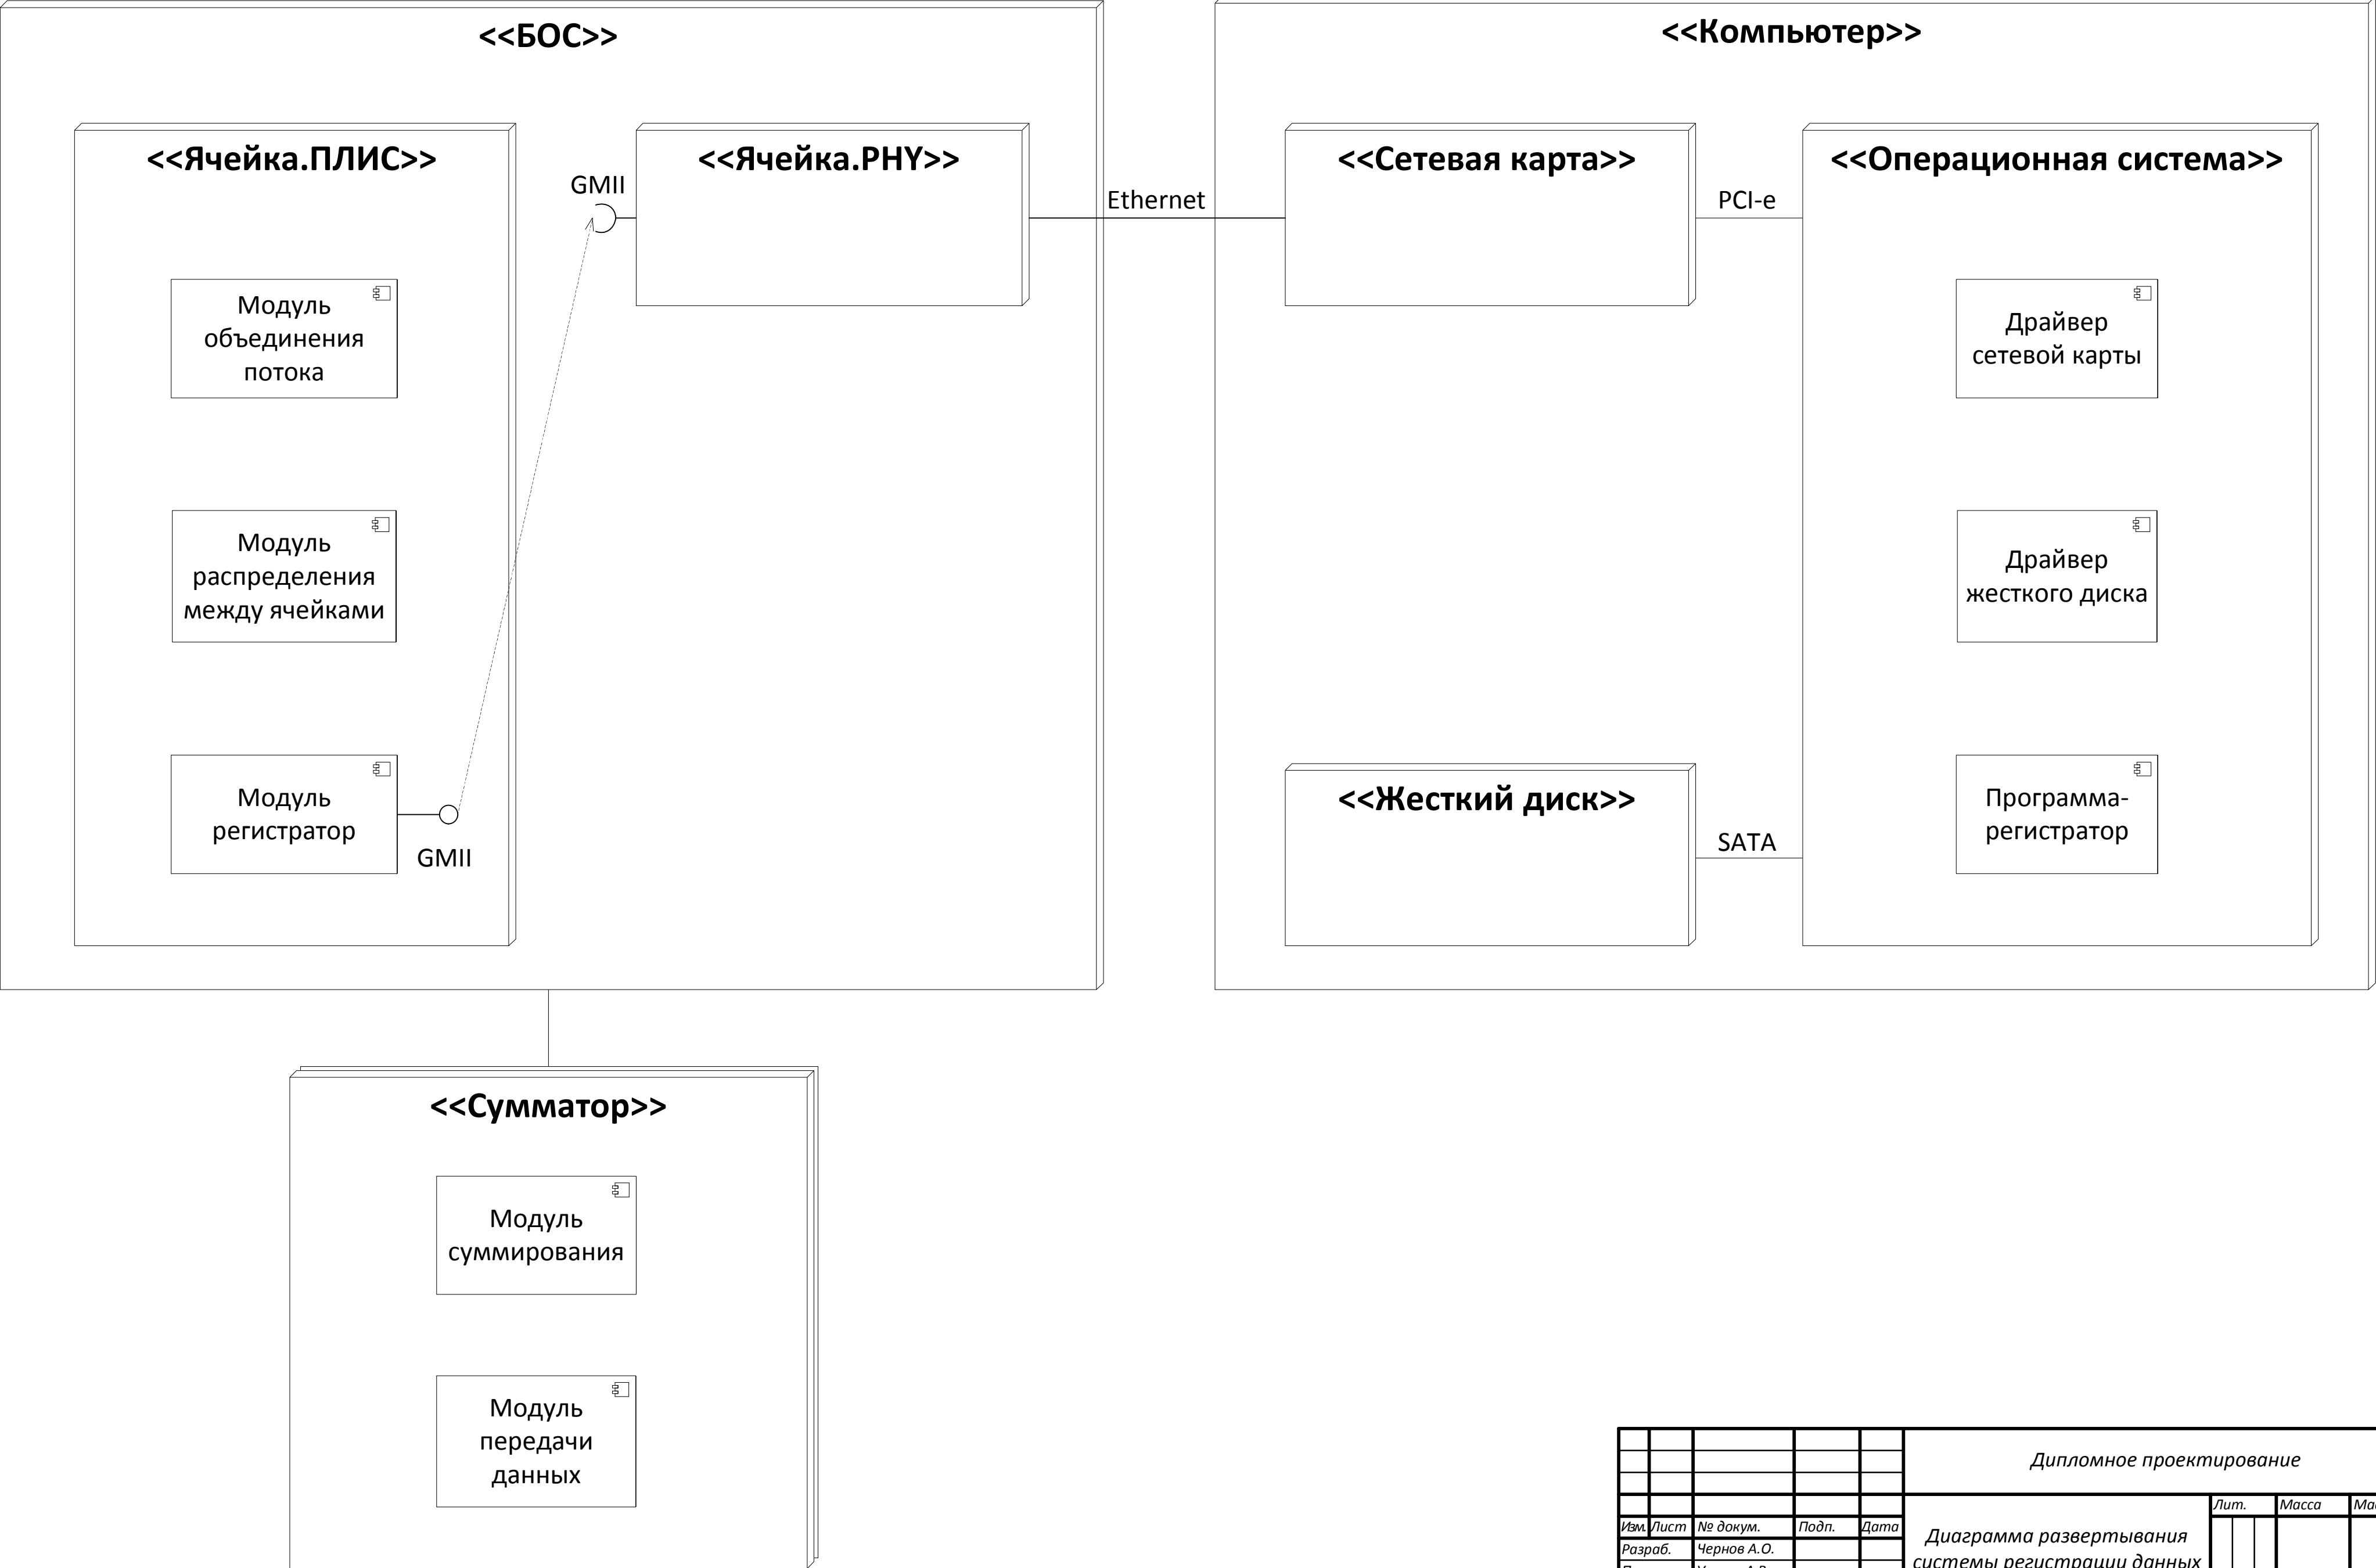 <<БОС>>
<<Ячейка.ПЛИС>>
Модуль
объединения
потока
Модуль
распределения
между ячейками
Модуль
регистратор
GMII
GMII
<<Ячейка.PHY>>
Ethernet
<<Компьютер>>
<<Сетевая карта>>
PCI-e
<<Операционная система>>
Драйвер
сетевой карты
Драйвер
жесткого диска
Программа-
регистратор
<<Жесткий диск>>
SATA
<<Сумматор>>
Модуль
суммирования
Модуль
передачи
данных
Дипломное проектирование
Лит.
Масса
Изм.
Лист
№ докум.
Подп.
Дата
Разраб.
Чернов А.О.
Диаграмма развертывания
системы регистрации данных